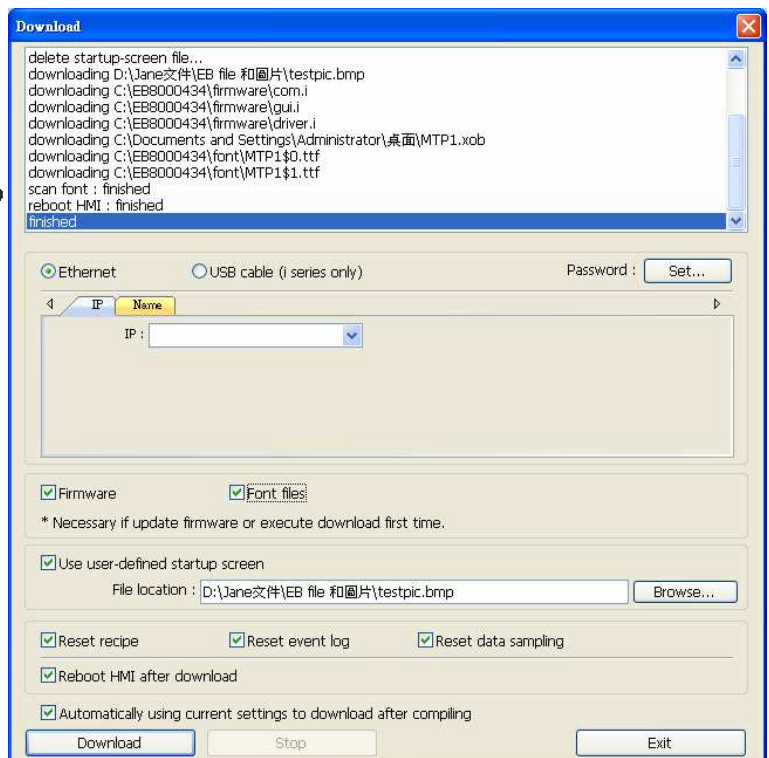 Download
delete startup-screen file...
downloading D:\Jane文件\EB file 和圖片\testpic.bmp
downloading C:\EB8000434\firmware\com.i
downloading C:\EB8000434\firmware\gui.i
downloading C:\EB8000434\firmware\driver.i
downloading C:\Documents and Settings\Administrator\桌面\MTP1.xob
downloading C:\EB8000434\font\MTP1$0.ttf
downloading C:\EB8000434\font\MTP1$1.ttf
scan font : finished
reboot HMI : finished
finished
Ethernet USB cable (i series only) Password : Set...
IP Name
IP :
Firmware Font files
* Necessary if update firmware or execute download first time.
Use user-defined startup screen
File location : D:\Jane文件\EB file 和圖片\testpic.bmp Browse...
Reset recipe Reset event log Reset data sampling
Reboot HMI after download
Automatically using current settings to download after compiling
Download Stop Exit